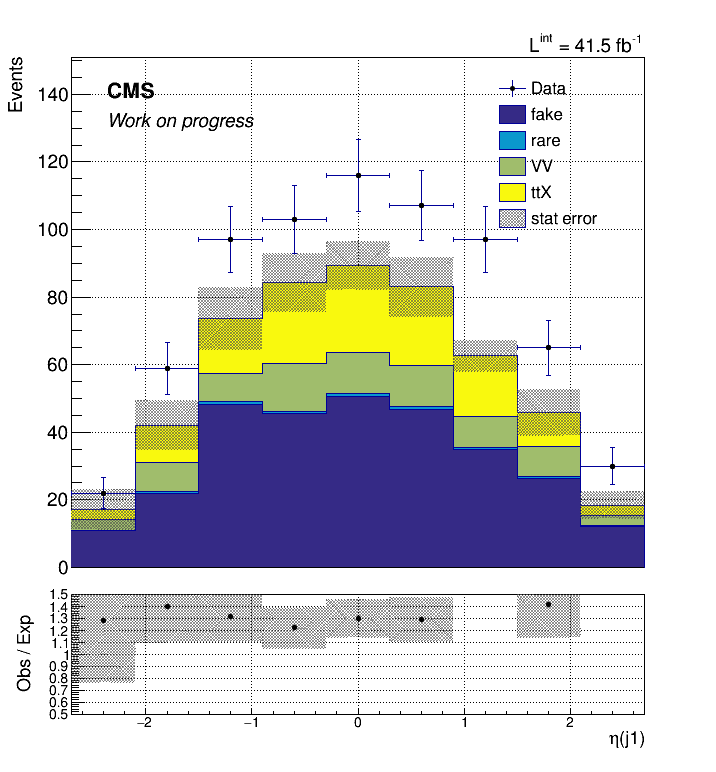 L^int = 41.5 fb^-1
Events
CMS
Work on progress
Data
fake
rare
VV
ttX
stat error
140
120
100
80
60
40
20
0
Obs / Exp
1.5
1.4
1.3
1.2
1.1
1
0.9
0.8
0.7
0.6
0.5
−2 −1 0 1 2
η(j1)